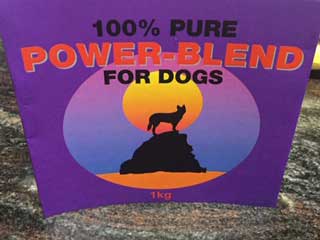 100% PURE
POWER-BLEND
FOR DOGS
1kg